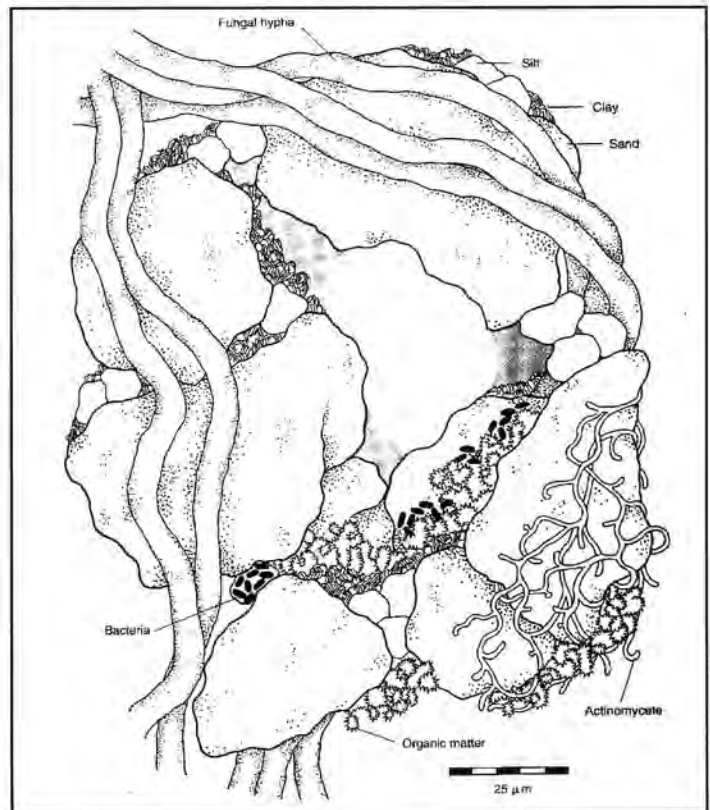 Fungal hypha
Silt
Clay
Sand
Bacteria
Actinomycete
Organic matter
25 µm